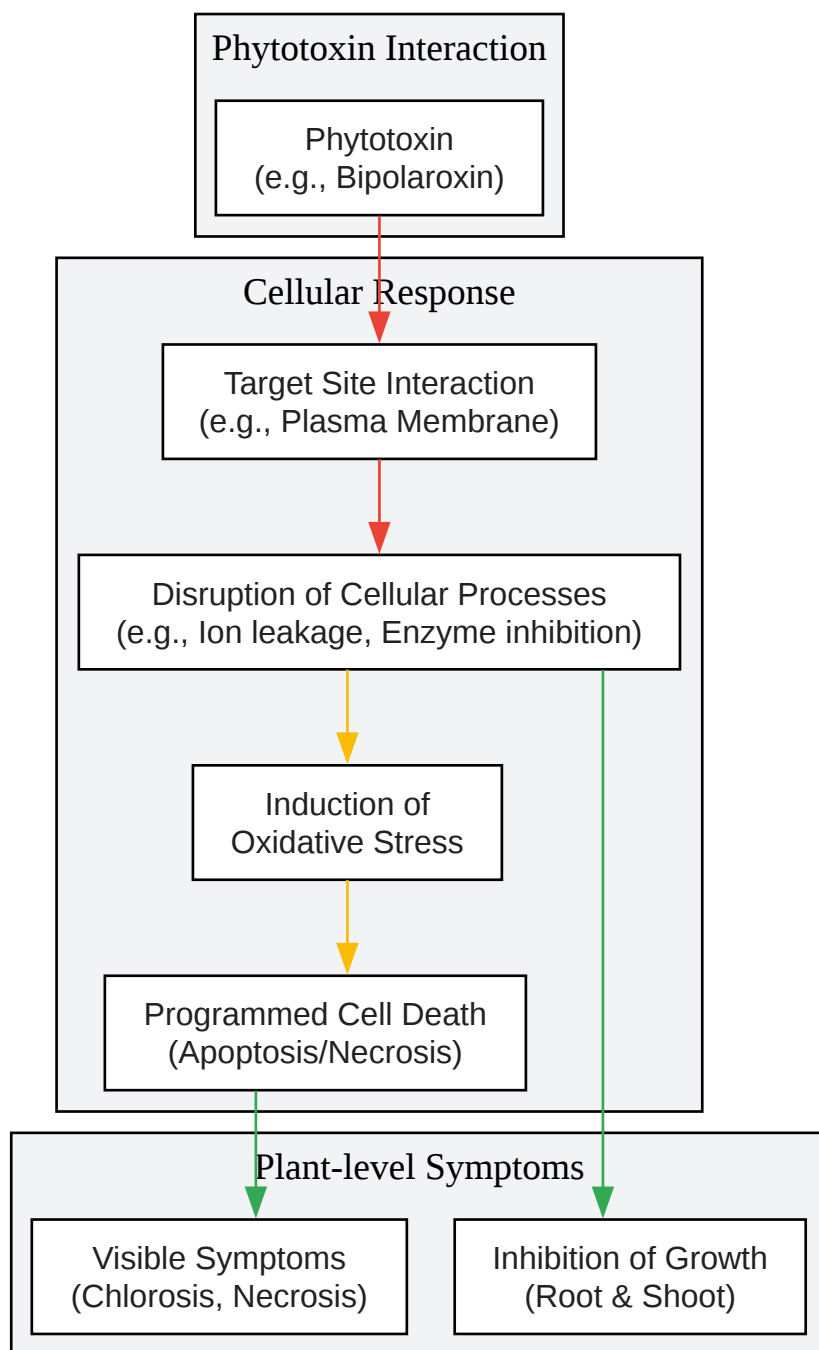 Phytotoxin Interaction
Phytotoxin
(e.g., Bipolaroxin)
Cellular Response
Target Site Interaction
(e.g., Plasma Membrane)
Disruption of Cellular Processes
(e.g., Ion leakage, Enzyme inhibition)
Induction of
Oxidative Stress
Programmed Cell Death
(Apoptosis/Necrosis)
Plant-level Symptoms
Visible Symptoms
(Chlorosis, Necrosis)
Inhibition of Growth
(Root & Shoot)